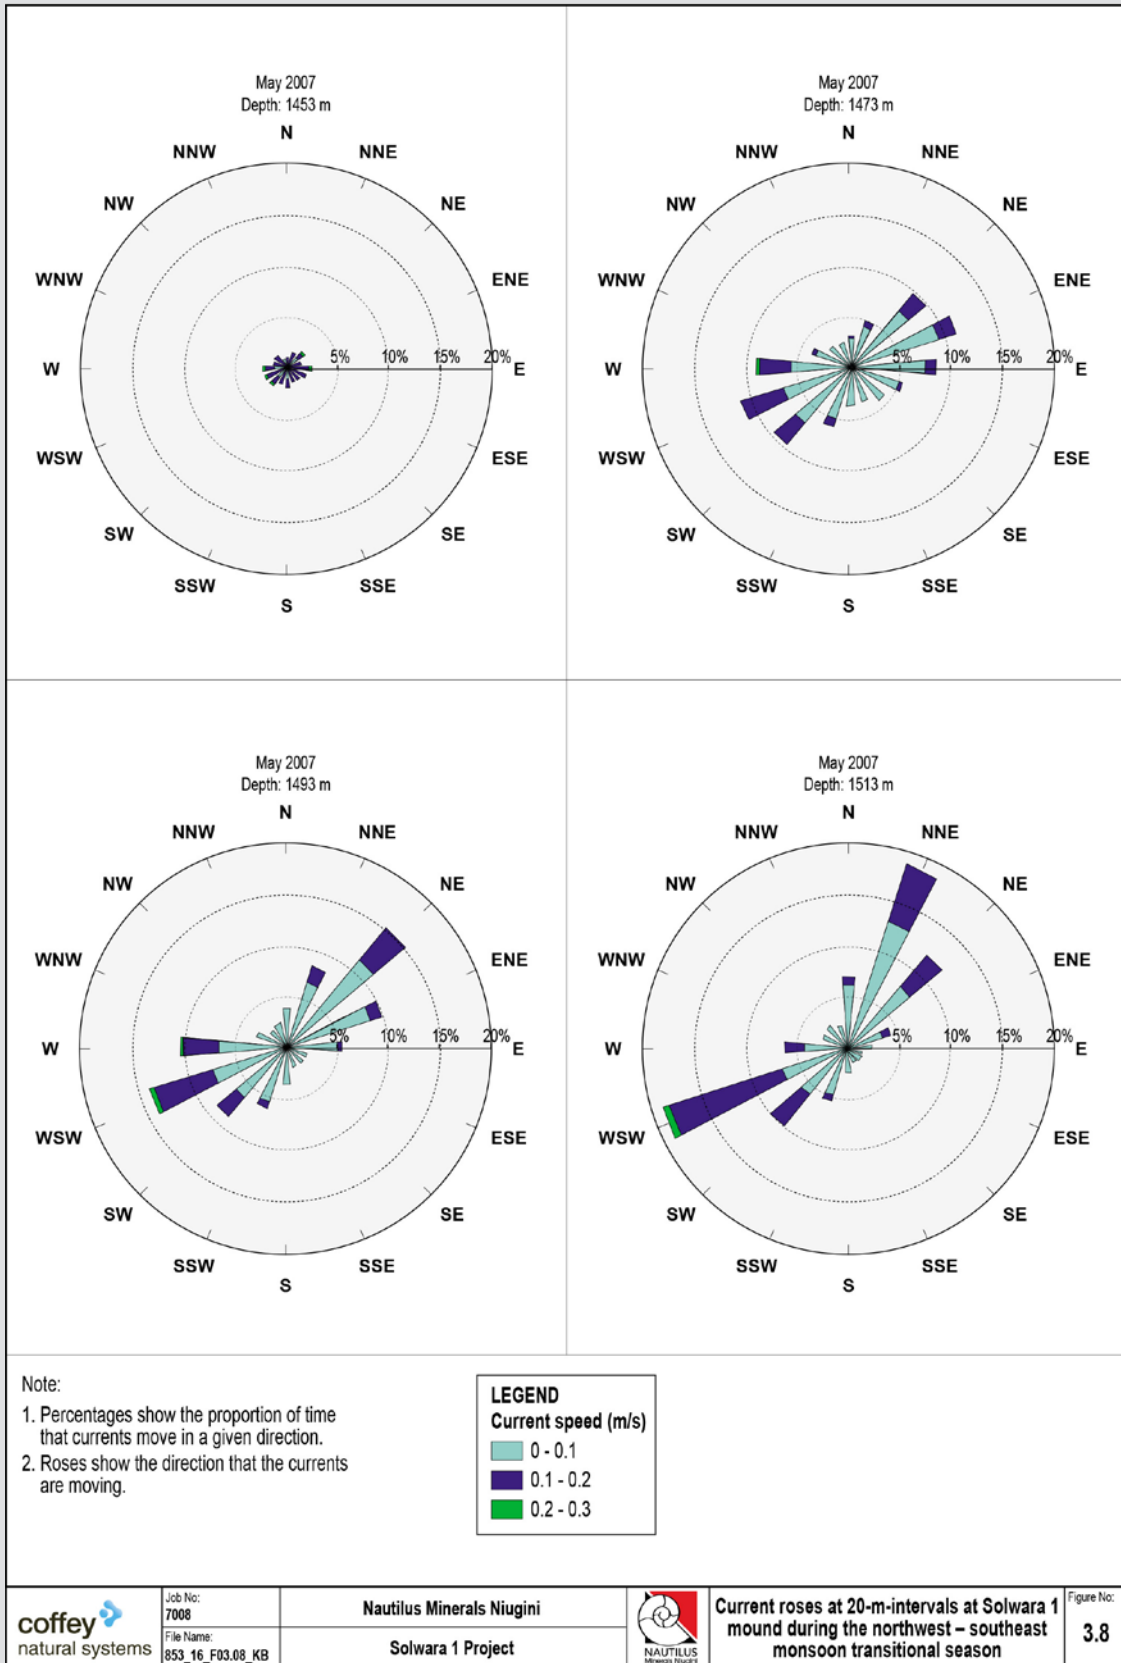 May 2007
Depth: 1453 m
N
NNW
NNE
NW
NE
WNW
ENE
5%
10%
15%
20%
W
E
WSW
ESE
SW
SE
SSW
SSE
S
May 2007
Depth: 1473 m
N
NNW
NNE
NW
NE
WNW
ENE
5%
10%
15%
20%
W
E
WSW
ESE
SW
SE
SSW
SSE
S
May 2007
Depth: 1493 m
N
NNW
NNE
NW
NE
WNW
ENE
5%
10%
15%
20%
W
E
WSW
ESE
SW
SE
SSW
SSE
S
May 2007
Depth: 1513 m
N
NNW
NNE
NW
NE
WNW
ENE
5%
10%
15%
20%
W
E
WSW
ESE
SW
SE
SSW
SSE
S
Note:
1. Percentages show the proportion of time
that currents move in a given direction.
2. Roses show the direction that the currents
are moving.
LEGEND
Current speed (m/s)
0 - 0.1
0.1 - 0.2
0.2 - 0.3
coffey
natural systems
Job No:
7008
File Name:
853_16_F03.08_KB
Nautilus Minerals Niugini
Solwara 1 Project
NAUTILUS
Minerals Niugini
Current roses at 20-m-intervals at Solwara 1
mound during the northwest – southeast
monsoon transitional season
Figure No:
3.8